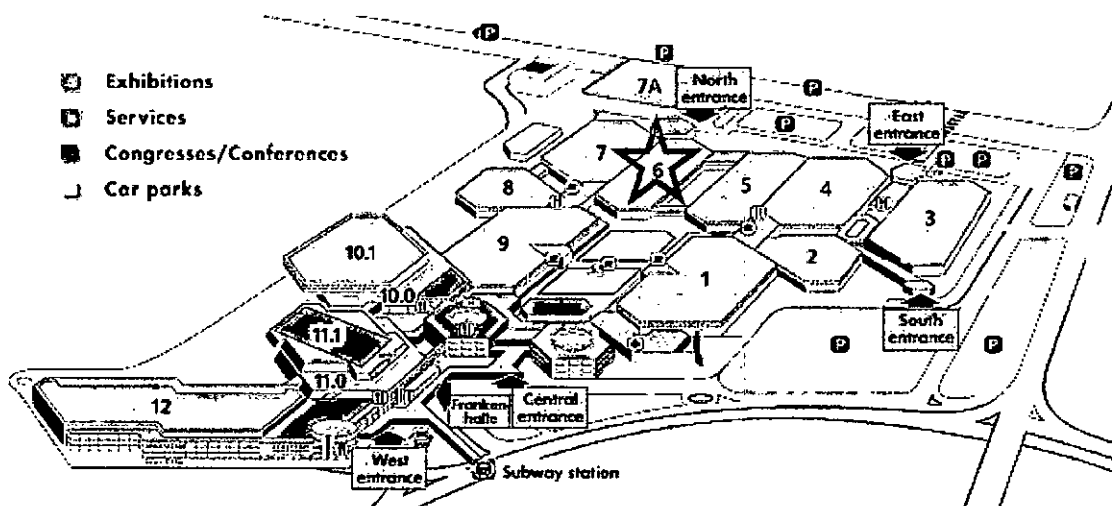 Exhibitions
Services
Congresses/Conferences
Car parks
P
P
7A
North
entrance
P
P
East
entrance
P
P
P
7
6
5
4
8
3
10.1
9
1
2
10.0
11.1
South
entrance
P
P
11.0
12
Franken-
halle
Central
entrance
West
entrance
Subway station